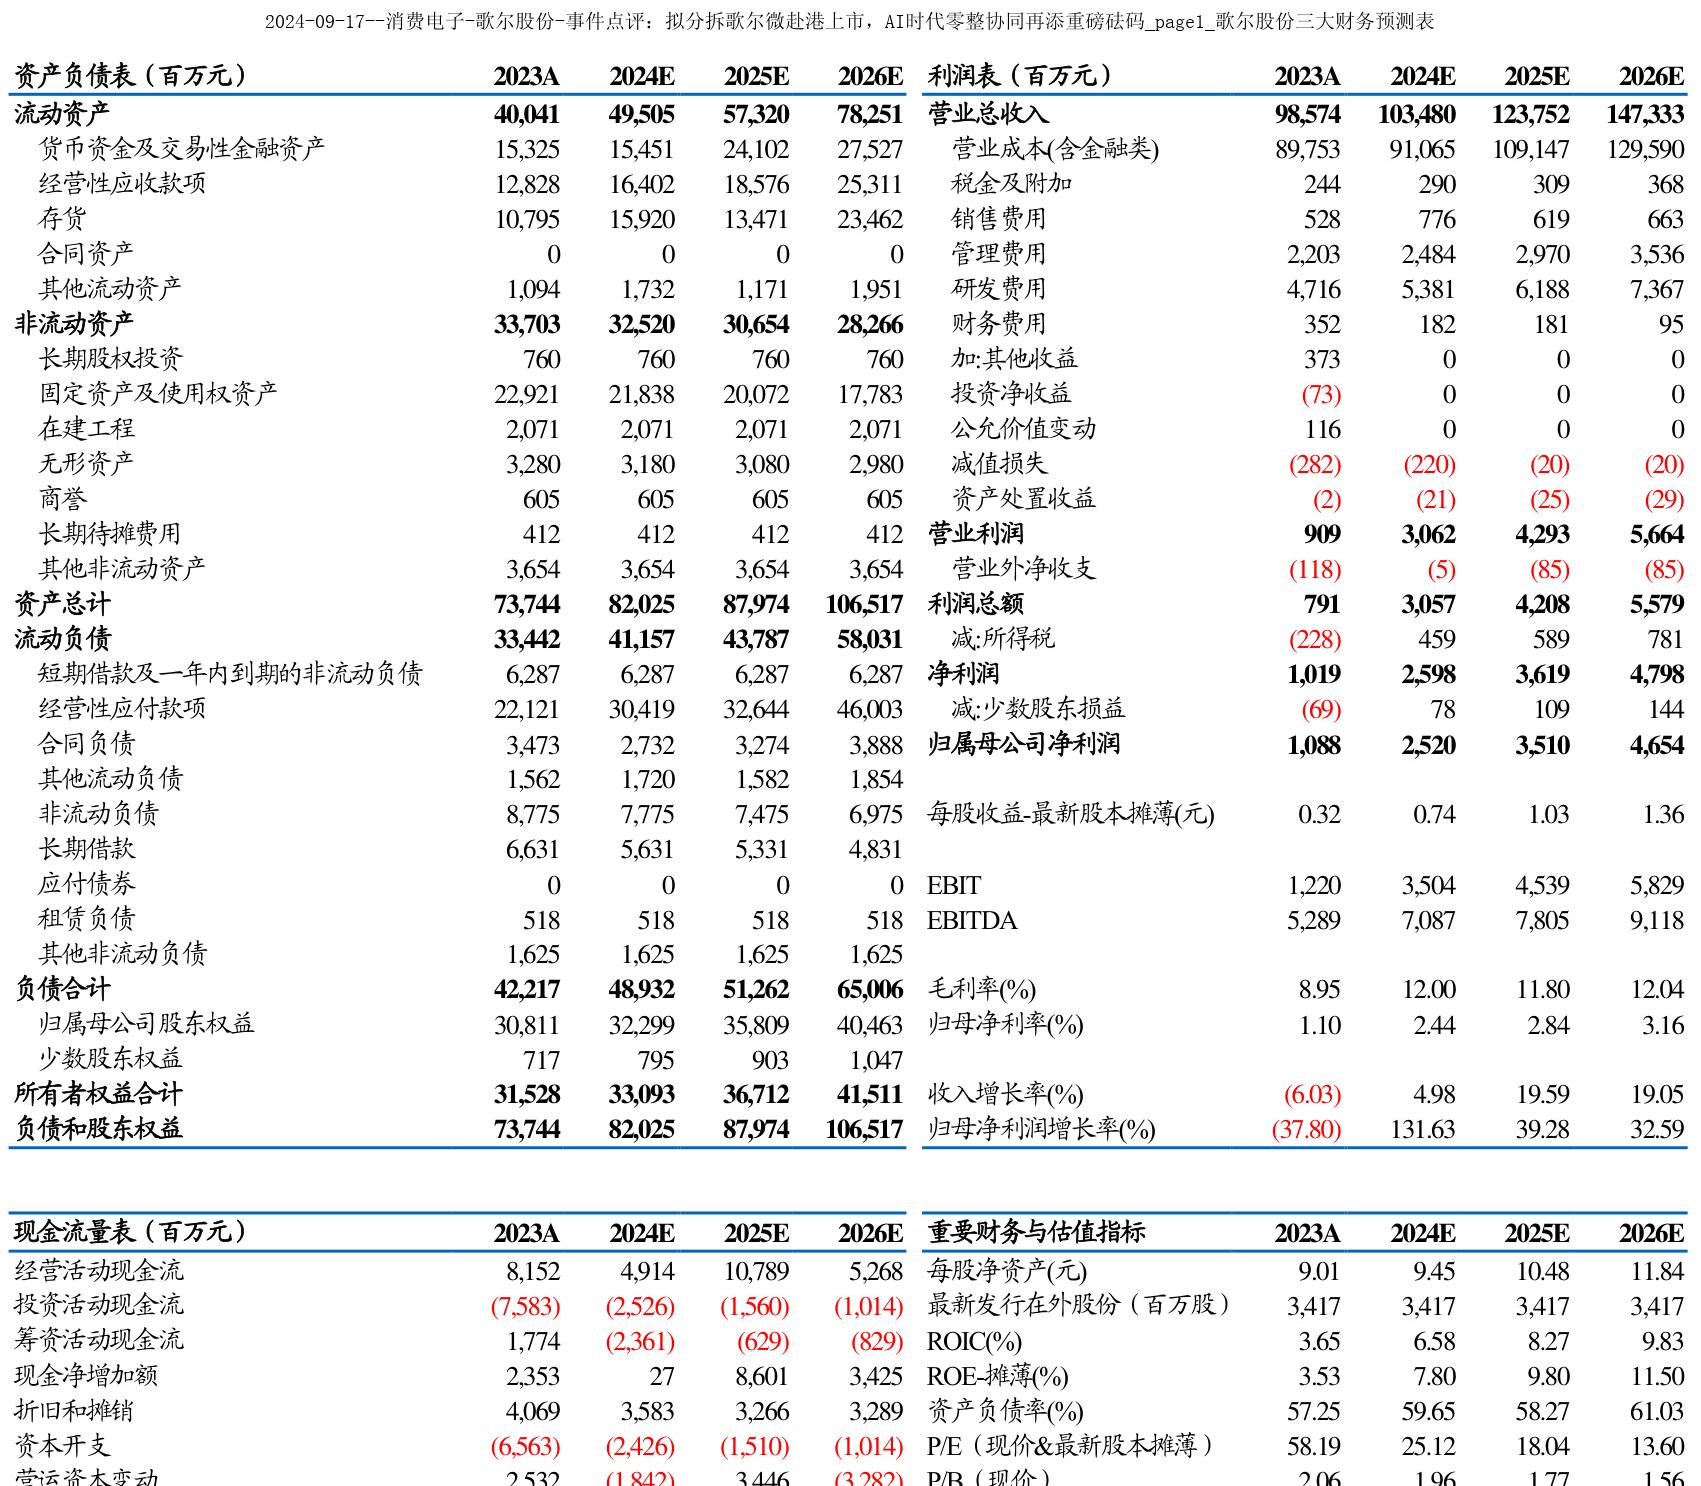 2024-09-17--消费电子-歌尔股份-事件点评：拟分拆歌尔微赴港上市，AI时代零整协同再添重磅砝码_page1_歌尔股份三大财务预测表
资产负债表（百万元） 2023A 2024E 2025E 2026E
流动资产 40,041 49,505 57,320 78,251
货币资金及交易性金融资产 15,325 15,451 24,102 27,527
经营性应收款项 12,828 16,402 18,576 25,311
存货 10,795 15,920 13,471 23,462
合同资产 0 0 0 0
其他流动资产 1,094 1,732 1,171 1,951
非流动资产 33,703 32,520 30,654 28,266
长期股权投资 760 760 760 760
固定资产及使用权资产 22,921 21,838 20,072 17,783
在建工程 2,071 2,071 2,071 2,071
无形资产 3,280 3,180 3,080 2,980
商誉 605 605 605 605
长期待摊费用 412 412 412 412
其他非流动资产 3,654 3,654 3,654 3,654
资产总计 73,744 82,025 87,974 106,517
流动负债 33,442 41,157 43,787 58,031
短期借款及一年内到期的非流动负债 6,287 6,287 6,287 6,287
经营性应付款项 22,121 30,419 32,644 46,003
合同负债 3,473 2,732 3,274 3,888
其他流动负债 1,562 1,720 1,582 1,854
非流动负债 8,775 7,775 7,475 6,975
长期借款 6,631 5,631 5,331 4,831
应付债券 0 0 0 0
租赁负债 518 518 518 518
其他非流动负债 1,625 1,625 1,625 1,625
负债合计 42,217 48,932 51,262 65,006
归属母公司股东权益 30,811 32,299 35,809 40,463
少数股东权益 717 795 903 1,047
所有者权益合计 31,528 33,093 36,712 41,511
负债和股东权益 73,744 82,025 87,974 106,517
利润表（百万元） 2023A 2024E 2025E 2026E
营业总收入 98,574 103,480 123,752 147,333
营业成本(含金融类) 89,753 91,065 109,147 129,590
税金及附加 244 290 309 368
销售费用 528 776 619 663
管理费用 2,203 2,484 2,970 3,536
研发费用 4,716 5,381 6,188 7,367
财务费用 352 182 181 95
加:其他收益 373 0 0 0
投资净收益 (73) 0 0 0
公允价值变动 116 0 0 0
减值损失 (282) (220) (20) (20)
资产处置收益 (2) (21) (25) (29)
营业利润 909 3,062 4,293 5,664
营业外净收支 (118) (5) (85) (85)
利润总额 791 3,057 4,208 5,579
减:所得税 (228) 459 589 781
净利润 1,019 2,598 3,619 4,798
减:少数股东损益 (69) 78 109 144
归属母公司净利润 1,088 2,520 3,510 4,654
每股收益-最新股本摊薄(元) 0.32 0.74 1.03 1.36
EBIT 1,220 3,504 4,539 5,829
EBITDA 5,289 7,087 7,805 9,118
毛利率(%) 8.95 12.00 11.80 12.04
归母净利率(%) 1.10 2.44 2.84 3.16
收入增长率(%) (6.03) 4.98 19.59 19.05
归母净利润增长率(%) (37.80) 131.63 39.28 32.59
现金流量表（百万元） 2023A 2024E 2025E 2026E
经营活动现金流 8,152 4,914 10,789 5,268
投资活动现金流 (7,583) (2,526) (1,560) (1,014)
筹资活动现金流 1,774 (2,361) (629) (829)
现金净增加额 2,353 27 8,601 3,425
折旧和摊销 4,069 3,583 3,266 3,289
资本开支 (6,563) (2,426) (1,510) (1,014)
营运资本变动 2,532 (1,842) 3,446 (3,282)
重要财务与估值指标 2023A 2024E 2025E 2026E
每股净资产(元) 9.01 9.45 10.48 11.84
最新发行在外股份（百万股） 3,417 3,417 3,417 3,417
ROIC(%) 3.65 6.58 8.27 9.83
ROE-摊薄(%) 3.53 7.80 9.80 11.50
资产负债率(%) 57.25 59.65 58.27 61.03
P/E（现价&最新股本摊薄） 58.19 25.12 18.04 13.60
P/B（现价） 2.06 1.96 1.77 1.56